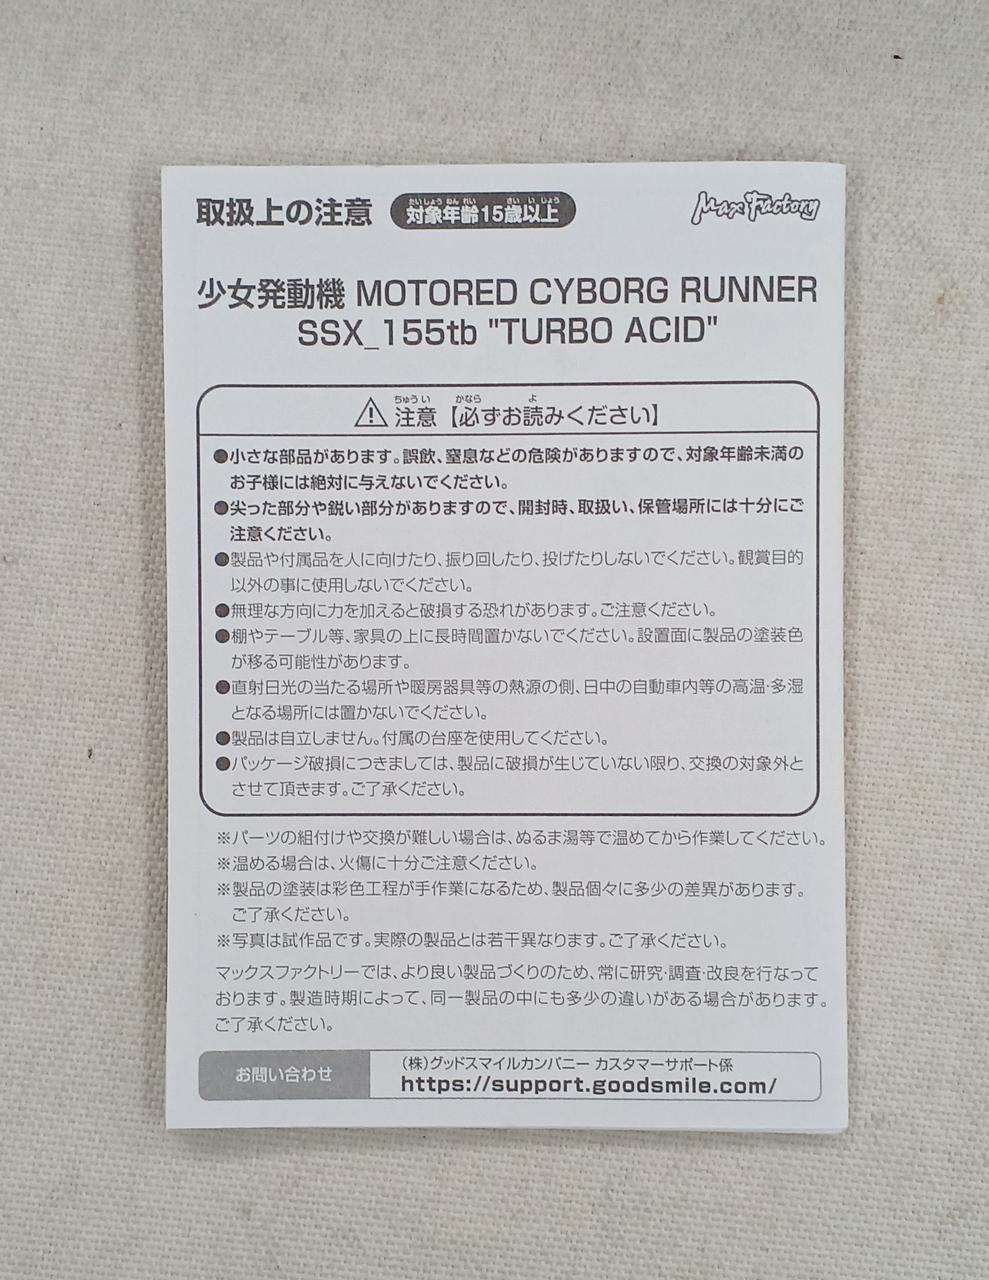 取扱上の注意 対象年齢15歳以上 Max Factory
たいしょうねんれい さいいじょう
少女発動機 MOTORED CYBORG RUNNER
SSX_155tb "TURBO ACID"
ちゅうい かなら よ
注意【必ずお読みください】
●小さな部品があります。誤飲、窒息などの危険がありますので、対象年齢未満の
お子様には絶対に与えないでください。
●尖った部分や鋭い部分がありますので、開封時、取扱い、保管場所には十分にご
注意ください。
●製品や付属品を人に向けたり、振り回したり、投げたりしないでください。観賞目的
以外の事に使用しないでください。
●無理な方向に力を加えると破損する恐れがあります。ご注意ください。
●棚やテーブル等、家具の上に長時間置かないでください。設置面に製品の塗装色
が移る可能性があります。
●直射日光の当たる場所や暖房器具等の熱源の側、日中の自動車内等の高温・多湿
となる場所には置かないでください。
●製品は自立しません。付属の台座を使用してください。
●パッケージ破損につきましては、製品に破損が生じていない限り、交換の対象外と
させて頂きます。ご了承ください。
※パーツの組付けや交換が難しい場合は、ぬるま湯等で温めてから作業してください。
※温める場合は、火傷に十分ご注意ください。
※製品の塗装は彩色工程が手作業になるため、製品個々に多少の差異があります。
ご了承ください。
※写真は試作品です。実際の製品とは若干異なります。ご了承ください。
マックスファクトリーでは、より良い製品づくりのため、常に研究・調査・改良を行なって
おります。製造時期によって、同一製品の中にも多少の違いがある場合があります。
ご了承ください。
お問い合わせ
(株)グッドスマイルカンパニー カスタマーサポート係
https://support.goodsmile.com/